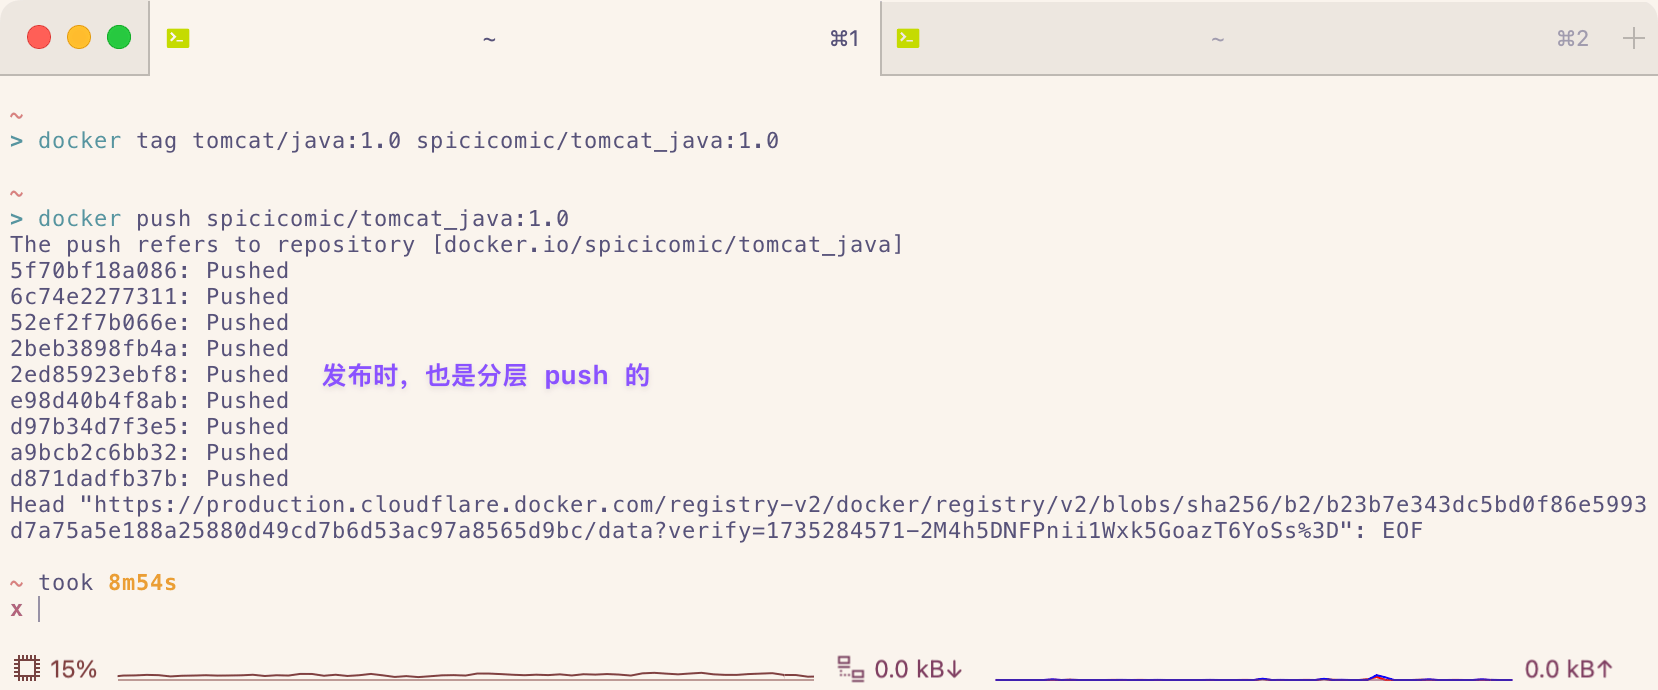 ~ ⌘1 ~ ⌘2
~
> docker tag tomcat/java:1.0 spicicomic/tomcat_java:1.0
~
> docker push spicicomic/tomcat_java:1.0
The push refers to repository [docker.io/spicicomic/tomcat_java]
5f70bf18a086: Pushed
6c74e2277311: Pushed
52ef2f7b066e: Pushed
2beb3898fb4a: Pushed
2ed85923ebf8: Pushed 发布时，也是分层 push 的
e98d40b4f8ab: Pushed
d97b34d7f3e5: Pushed
a9bcb2c6bb32: Pushed
d871dadfb37b: Pushed
Head "https://production.cloudflare.docker.com/registry-v2/docker/registry/v2/blobs/sha256/b2/b23b7e343dc5bd0f86e5993
d7a75a5e188a25880d49cd7b6d53ac97a8565d9bc/data?verify=1735284571-2M4h5DNFPnii1Wxk5GoazT6YoSs%3D": EOF
~ took 8m54s
x
15% 0.0 kB↓ 0.0 kB↑